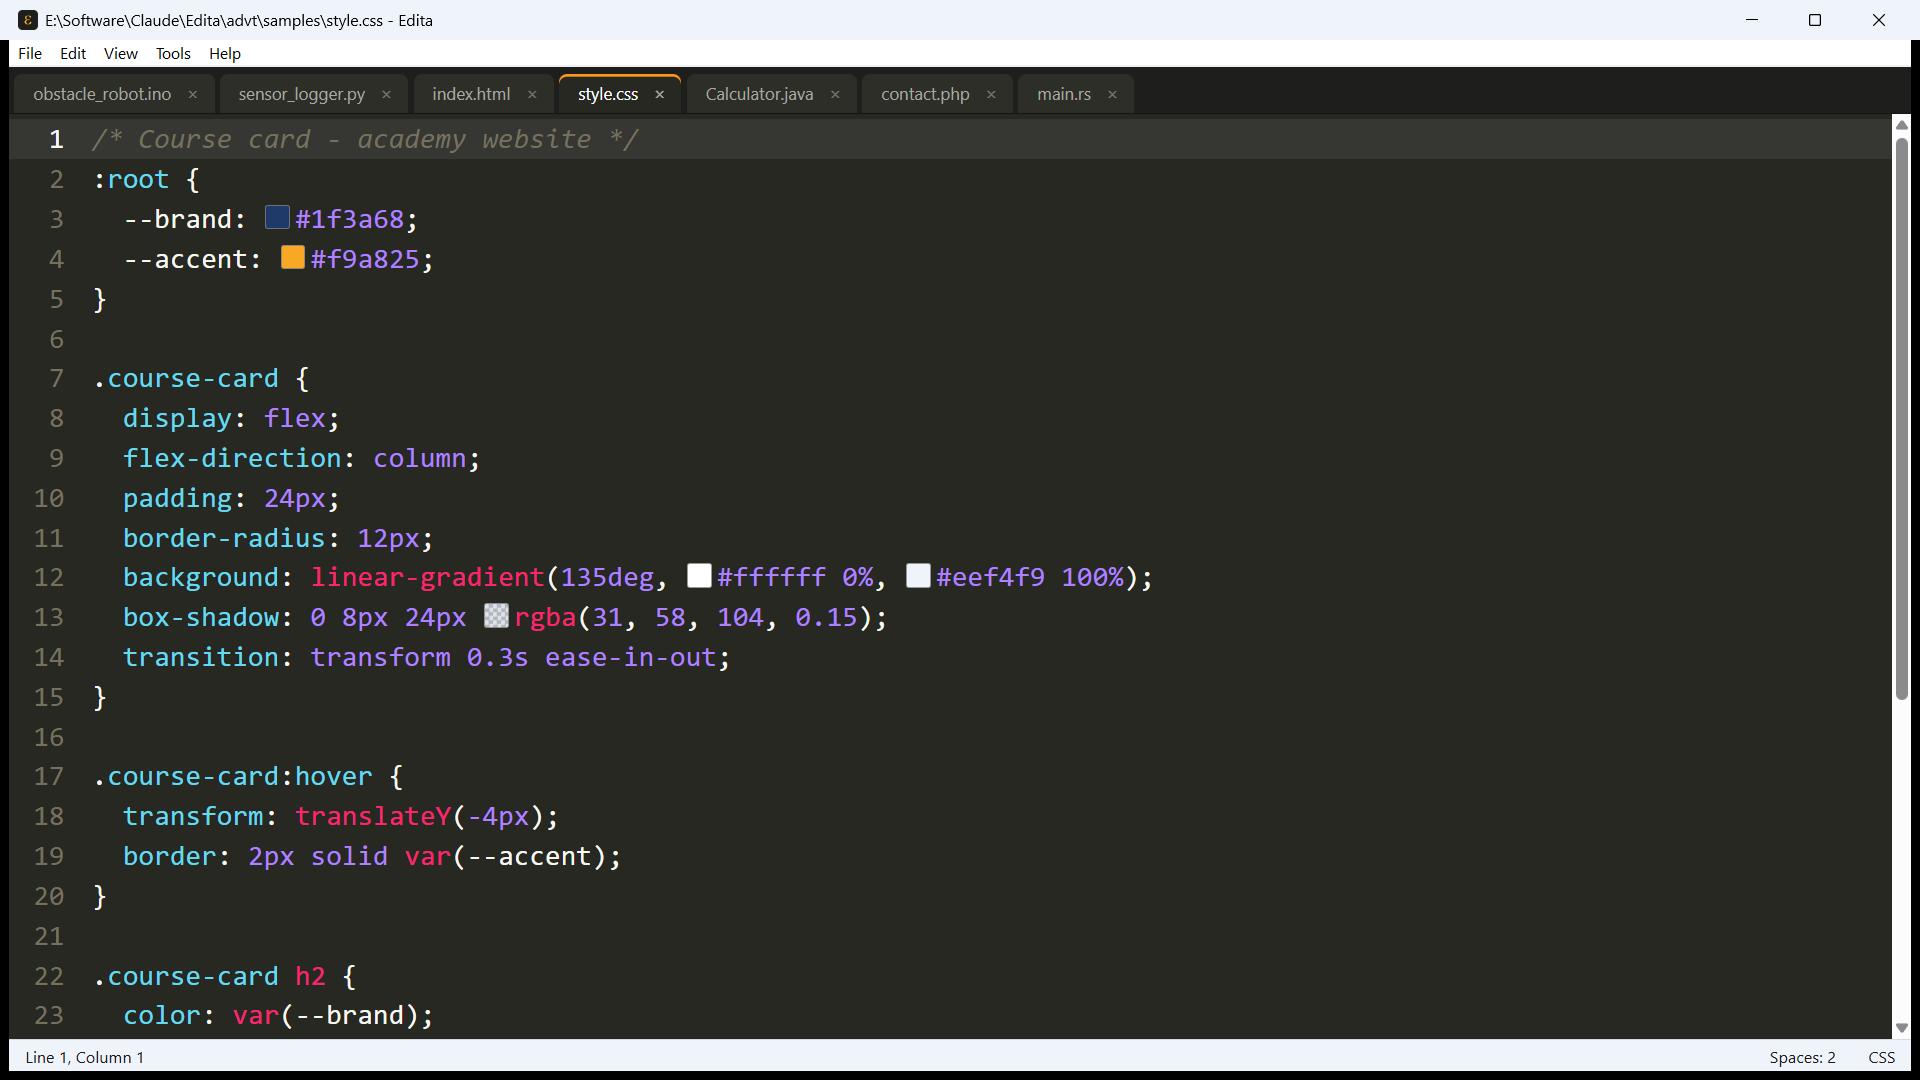 E:\Software\Claude\Edita\advt\samples\style.css - Edita
File Edit View Tools Help
obstacle_robot.ino × sensor_logger.py × index.html × style.css × Calculator.java × contact.php × main.rs ×
1 /* Course card - academy website */
2 :root {
3   --brand: #1f3a68;
4   --accent: #f9a825;
5 }
6
7 .course-card {
8   display: flex;
9   flex-direction: column;
10   padding: 24px;
11   border-radius: 12px;
12   background: linear-gradient(135deg, #ffffff 0%, #eef4f9 100%);
13   box-shadow: 0 8px 24px rgba(31, 58, 104, 0.15);
14   transition: transform 0.3s ease-in-out;
15 }
16
17 .course-card:hover {
18   transform: translateY(-4px);
19   border: 2px solid var(--accent);
20 }
21
22 .course-card h2 {
23   color: var(--brand);
Line 1, Column 1 Spaces: 2 CSS